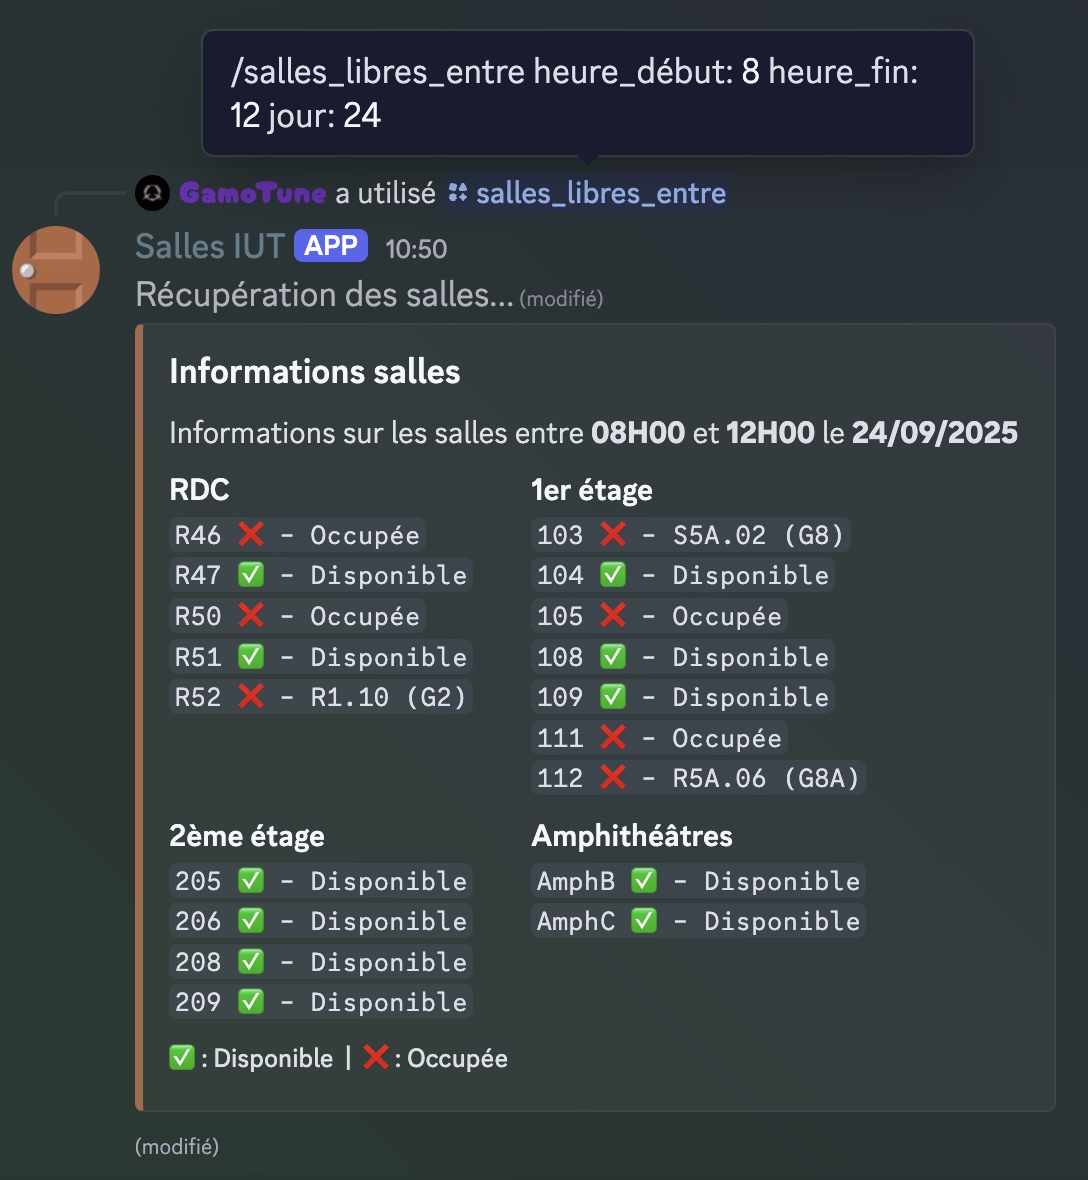 /salles_libres_entre heure_début: 8 heure_fin:
12 jour: 24
GamoTune a utilisé salles_libres_entre
Salles IUT APP 10:50
Récupération des salles... (modifié)
Informations salles
Informations sur les salles entre 08H00 et 12H00 le 24/09/2025
RDC
R46 ❌ - Occupée
R47 ✅ - Disponible
R50 ❌ - Occupée
R51 ✅ - Disponible
R52 ❌ - R1.10 (G2)
1er étage
103 ❌ - S5A.02 (G8)
104 ✅ - Disponible
105 ❌ - Occupée
108 ✅ - Disponible
109 ✅ - Disponible
111 ❌ - Occupée
112 ❌ - R5A.06 (G8A)
2ème étage
205 ✅ - Disponible
206 ✅ - Disponible
208 ✅ - Disponible
209 ✅ - Disponible
Amphithéâtres
AmphB ✅ - Disponible
AmphC ✅ - Disponible
✅ : Disponible | ❌ : Occupée
(modifié)